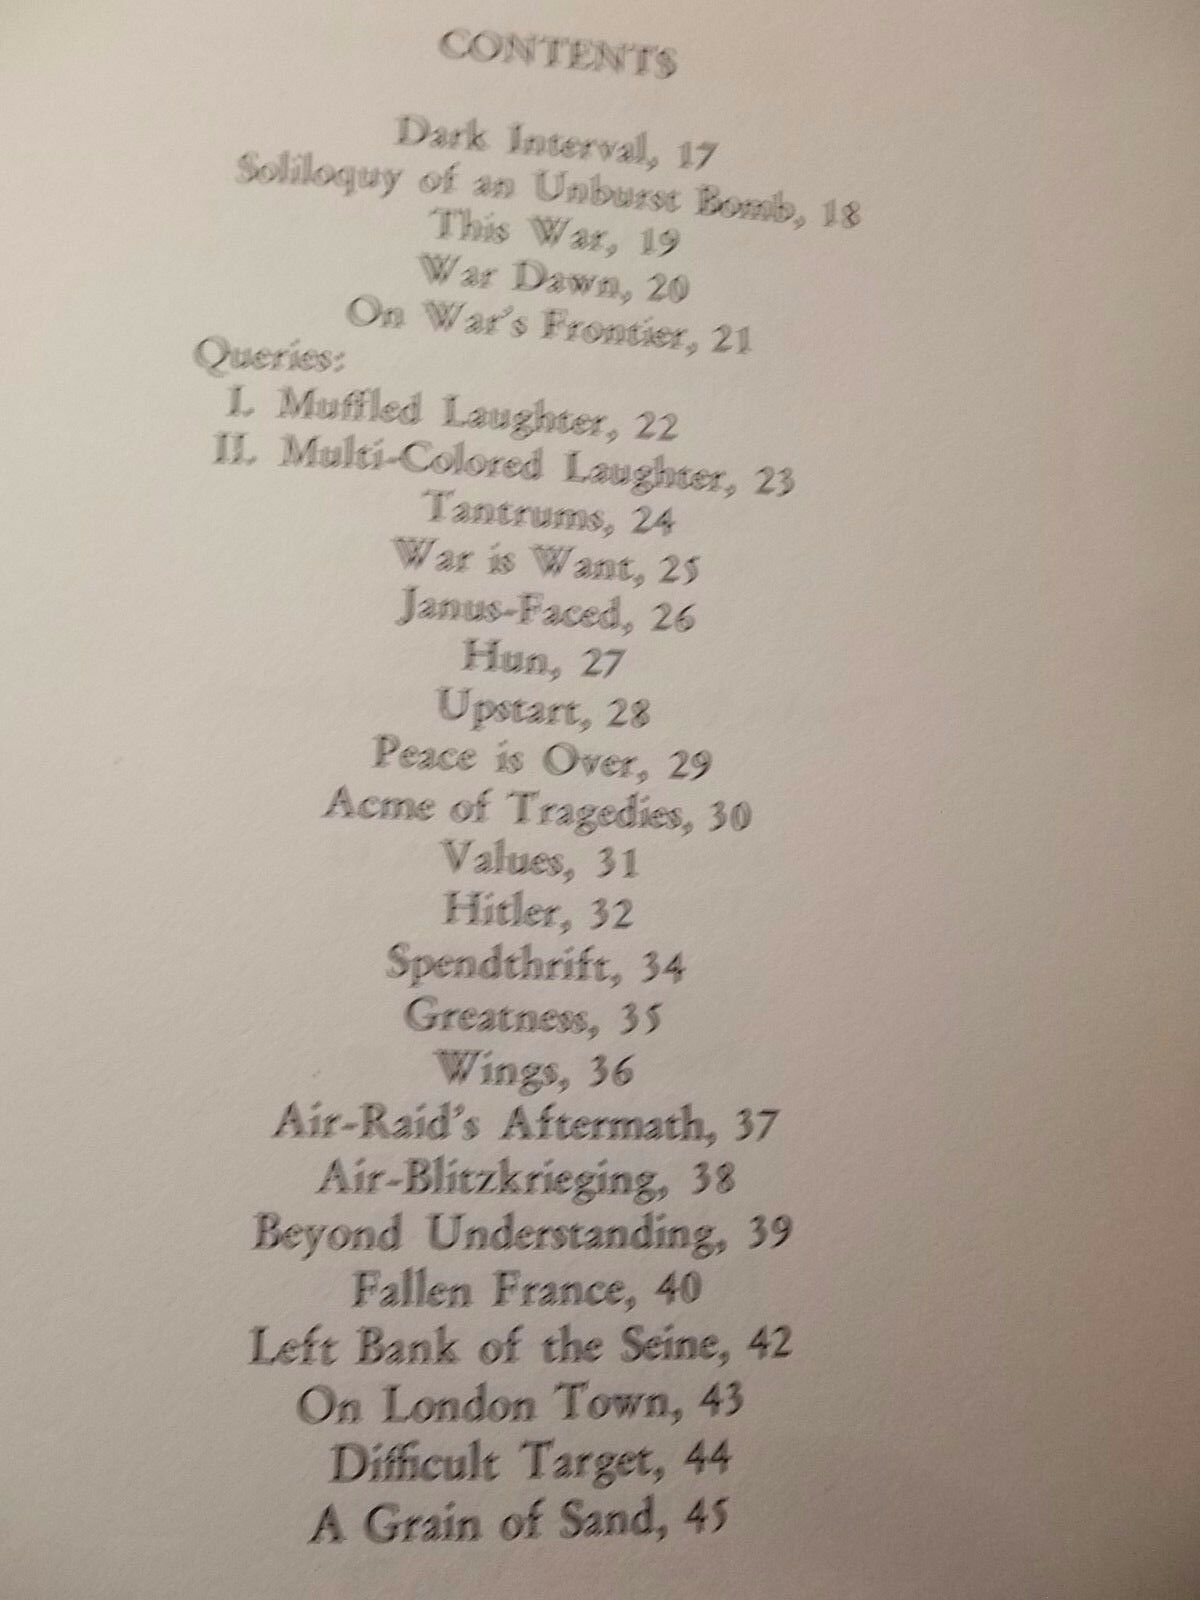 CONTENTS
Dark Interval, 17
Soliloquy of an Unburst Bomb, 18
This War, 19
War Dawn, 20
On War's Frontier, 21
Queries:
I. Muffled Laughter, 22
II. Multi-Colored Laughter, 23
Tantrums, 24
War is Want, 25
Janus-Faced, 26
Hun, 27
Upstart, 28
Peace is Over, 29
Acme of Tragedies, 30
Values, 31
Hitler, 32
Spendthrift, 34
Greatness, 35
Wings, 36
Air-Raid's Aftermath, 37
Air-Blitzkrieging, 38
Beyond Understanding, 39
Fallen France, 40
Left Bank of the Seine, 42
On London Town, 43
Difficult Target, 44
A Grain of Sand, 45